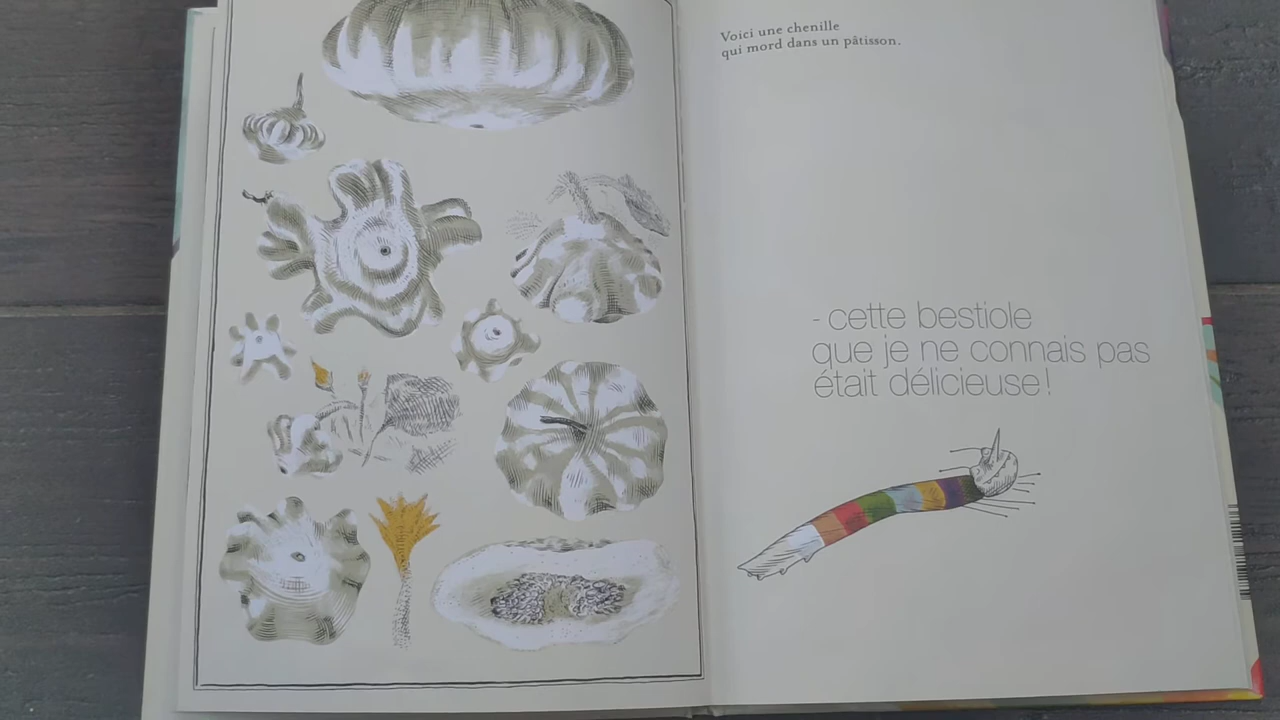 Voici une chenille
qui mord dans un pâtisson.
- cette bestiole
que je ne connais pas
était délicieuse !